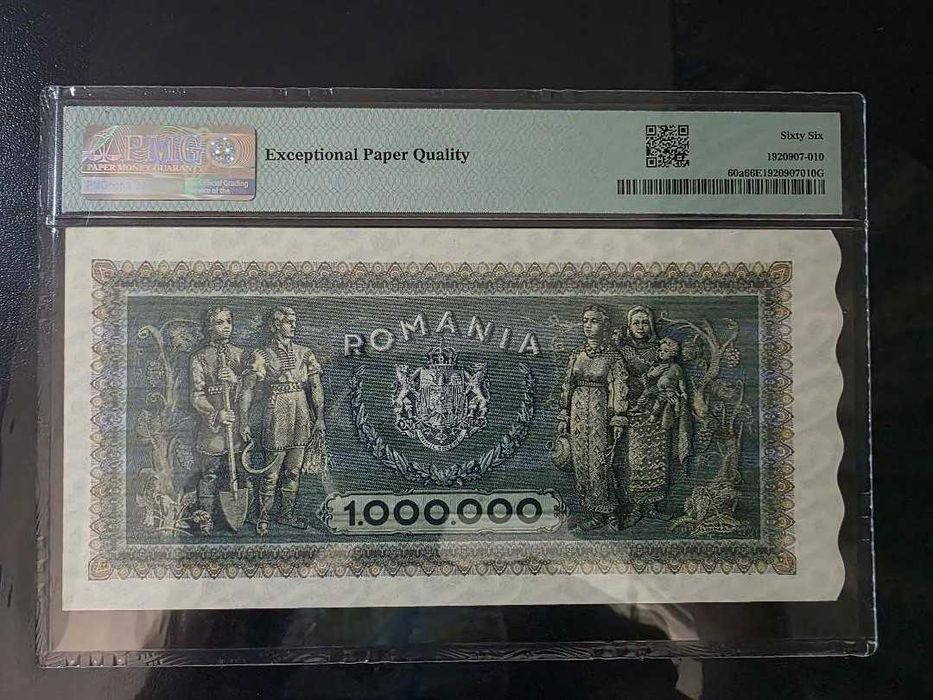 PMG
PAPER MONEY GUARANTY
Exceptional Paper Quality
Sixty Six
1920907-010
60a66E1920907010G
ROMANIA
1.000.000